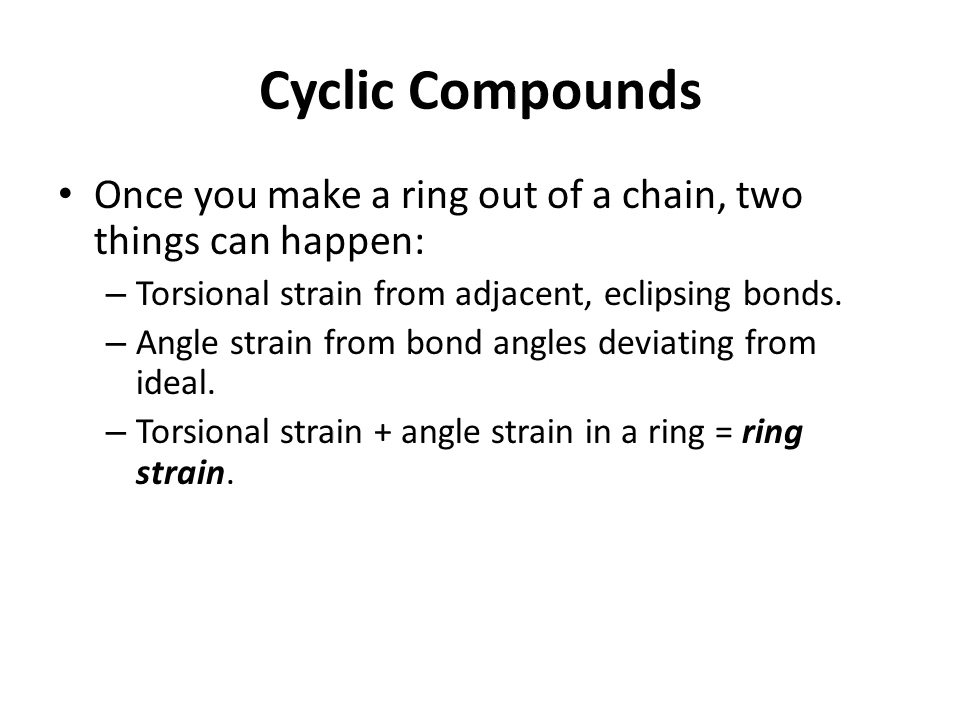 Cyclic Compounds
• Once you make a ring out of a chain, two
things can happen:
– Torsional strain from adjacent, eclipsing bonds.
– Angle strain from bond angles deviating from
ideal.
– Torsional strain + angle strain in a ring = ring
strain.